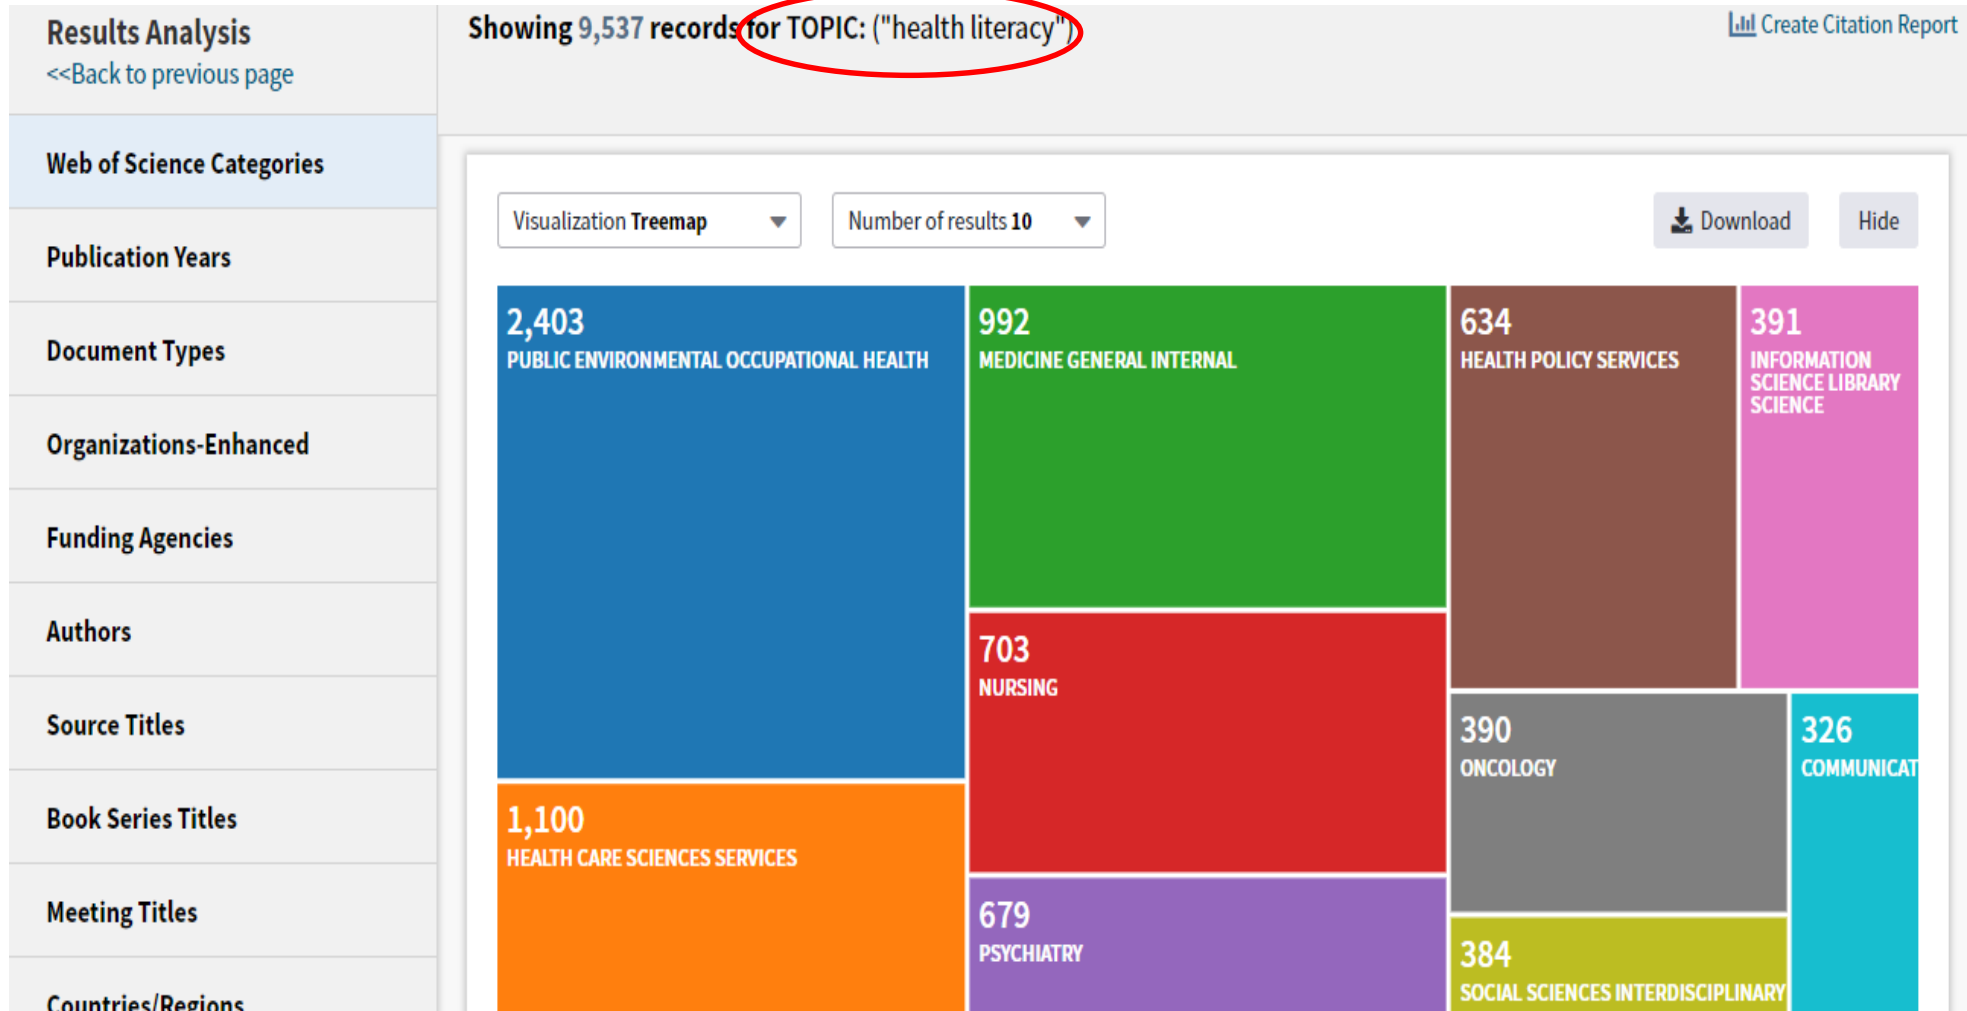 Results Analysis
<<Back to previous page
Showing 9,537 records for TOPIC: ("health literacy")
Create Citation Report
Web of Science Categories
Publication Years
Document Types
Organizations-Enhanced
Funding Agencies
Authors
Source Titles
Book Series Titles
Meeting Titles
Countries/Regions
Visualization Treemap
Number of results 10
Download
Hide
2,403
PUBLIC ENVIRONMENTAL OCCUPATIONAL HEALTH
1,100
HEALTH CARE SCIENCES SERVICES
992
MEDICINE GENERAL INTERNAL
703
NURSING
679
PSYCHIATRY
634
HEALTH POLICY SERVICES
391
INFORMATION
SCIENCE LIBRARY
SCIENCE
390
ONCOLOGY
384
SOCIAL SCIENCES INTERDISCIPLINARY
326
COMMUNICAT